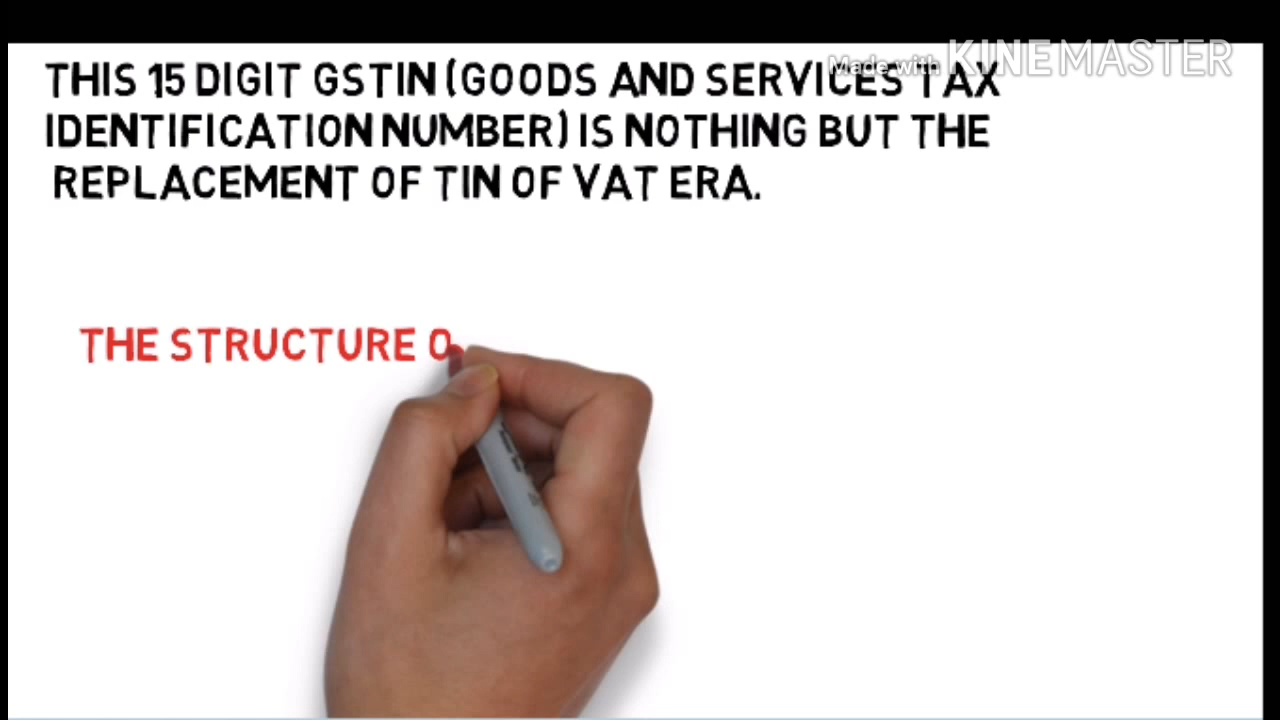 Made with KINEMASTER
THIS 15 DIGIT GSTIN (GOODS AND SERVICES TAX
IDENTIFICATION NUMBER) IS NOTHING BUT THE
REPLACEMENT OF TIN OF VAT ERA.
THE STRUCTURE O